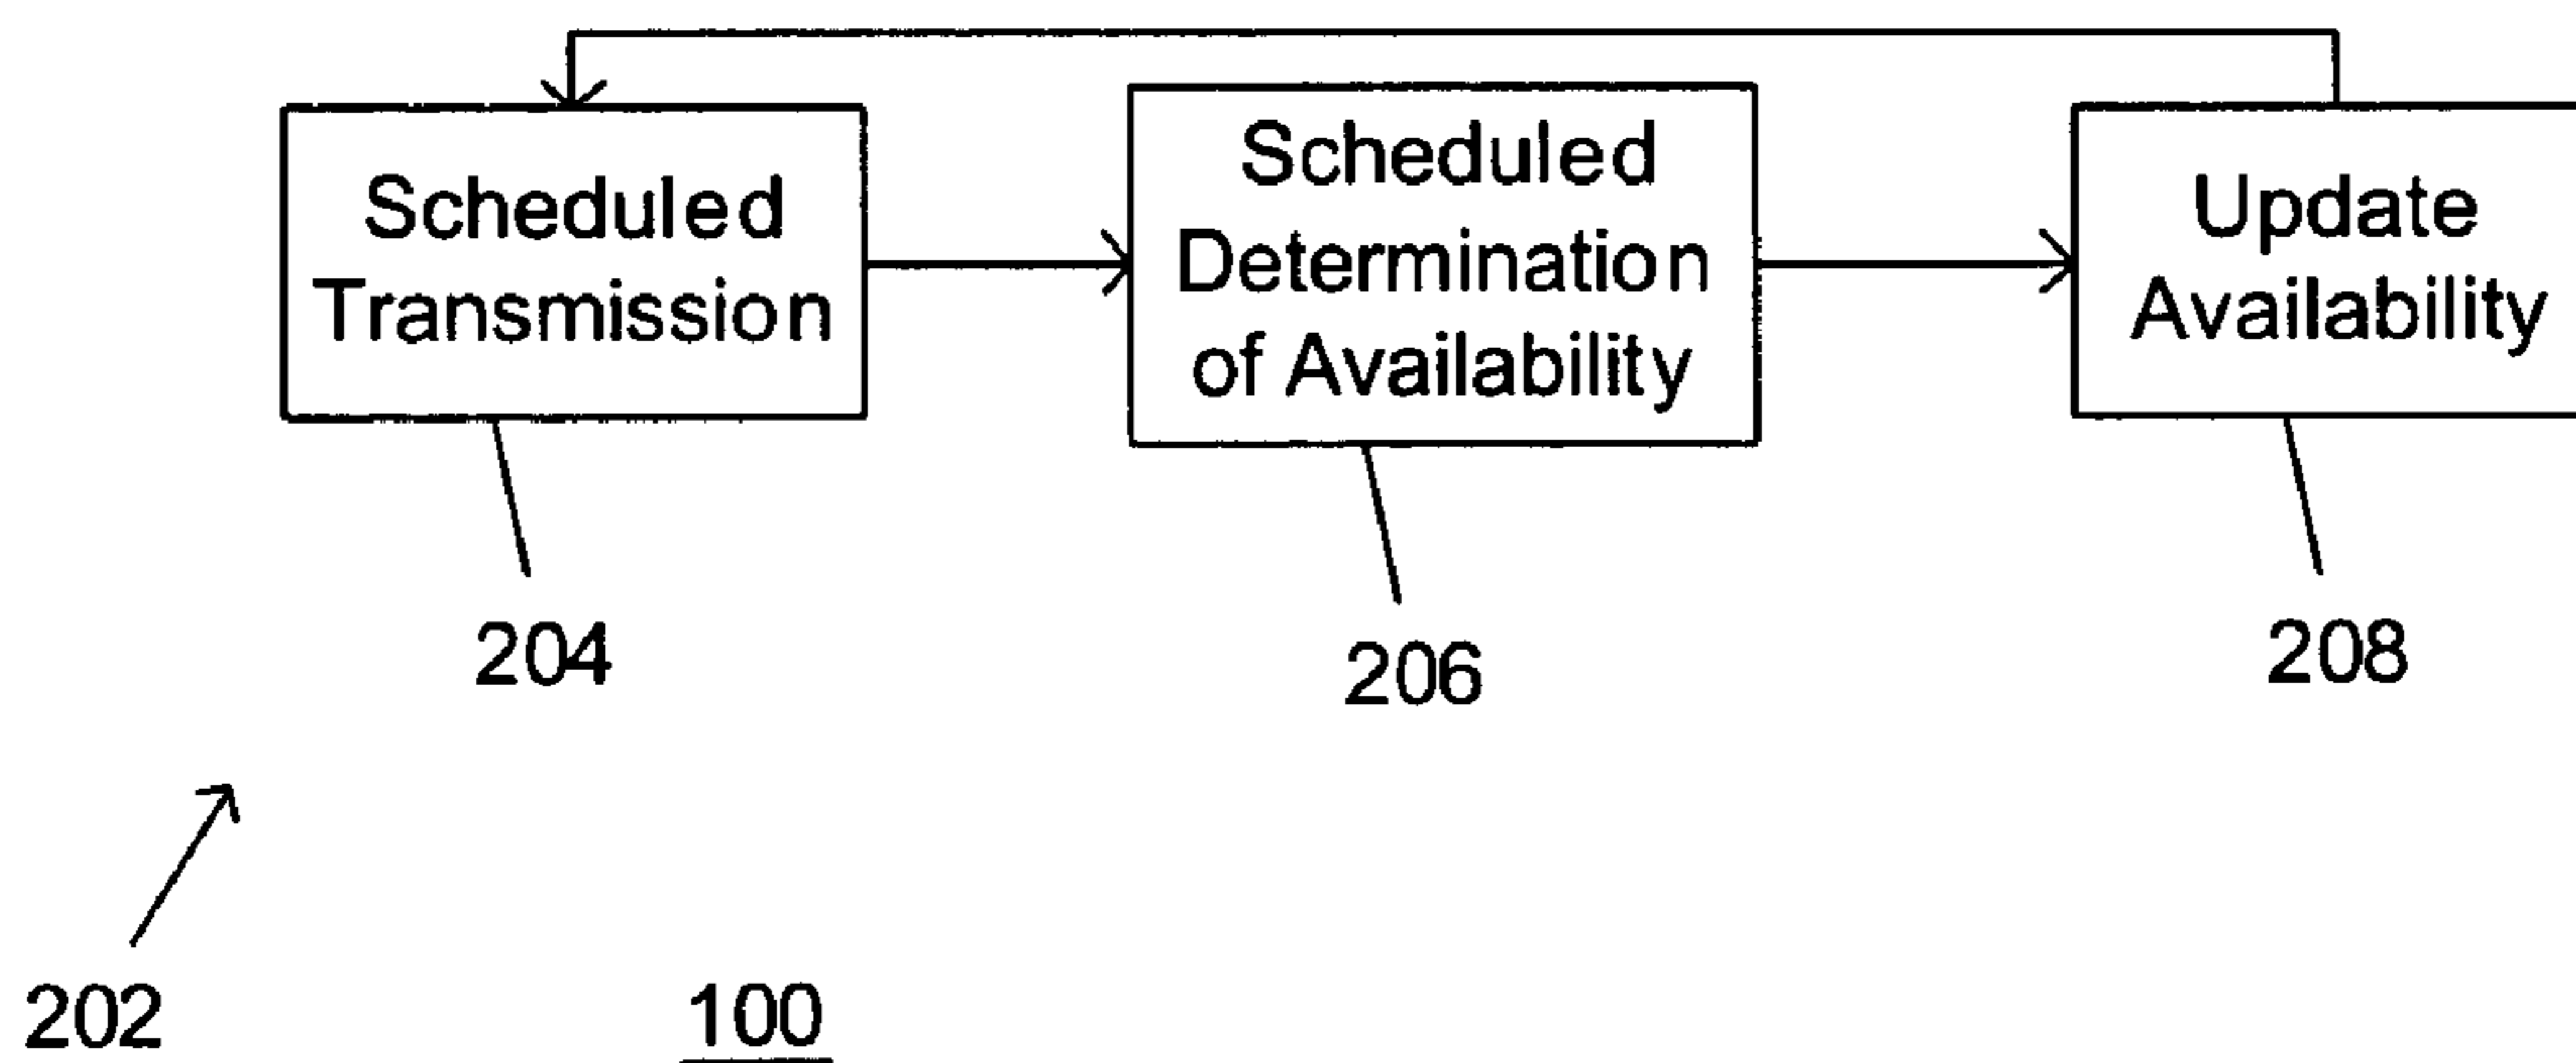 Scheduled
Transmission
Scheduled
Determination
of Availability
Update
Availability
204
206
208
202
100